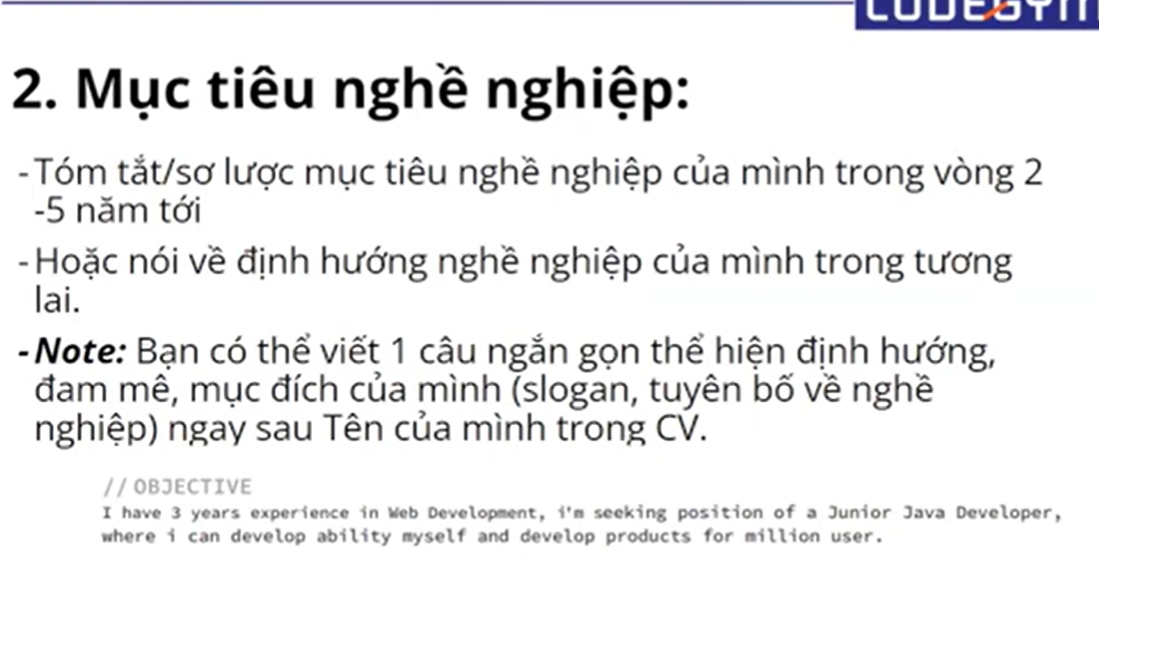 CODEGYM
2. Mục tiêu nghề nghiệp:
- Tóm tắt/sơ lược mục tiêu nghề nghiệp của mình trong vòng 2
-5 năm tới
- Hoặc nói về định hướng nghề nghiệp của mình trong tương
lai.
- Note: Bạn có thể viết 1 câu ngắn gọn thể hiện định hướng,
đam mê, mục đích của mình (slogan, tuyên bố về nghề
nghiệp) ngay sau Tên của mình trong CV.
// OBJECTIVE
I have 3 years experience in Web Development, i'm seeking position of a Junior Java Developer,
where i can develop ability myself and develop products for million user.